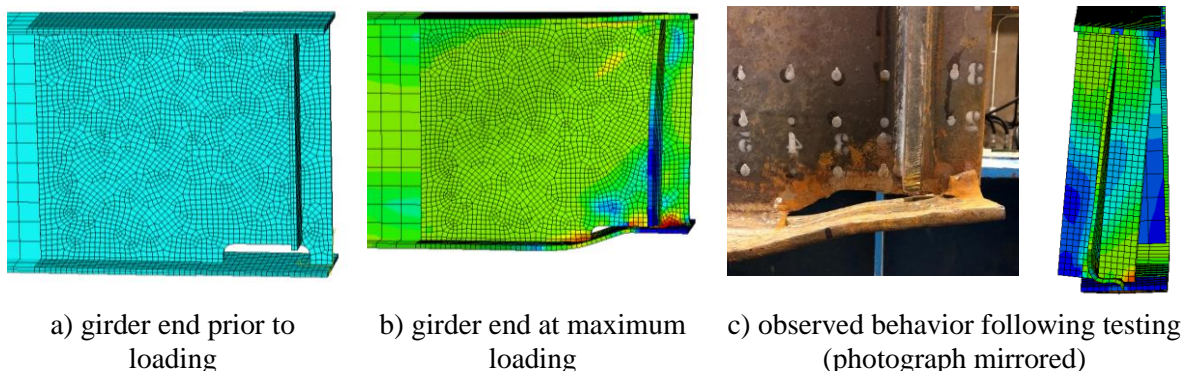 a) girder end prior to
loading
b) girder end at maximum
loading
c) observed behavior following testing
(photograph mirrored)